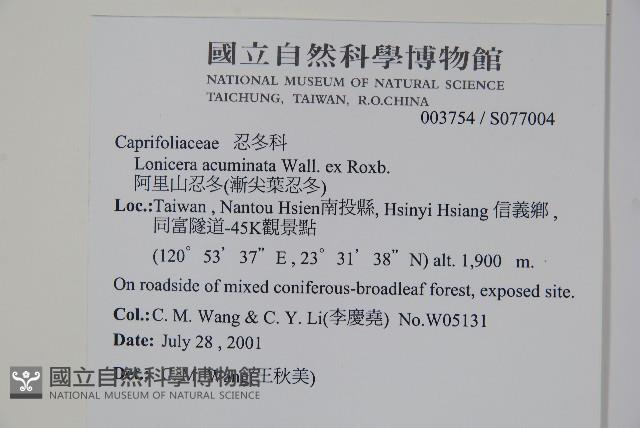 國立自然科學博物館
NATIONAL MUSEUM OF NATURAL SCIENCE
TAICHUNG, TAIWAN, R.O.CHINA
003754 / S077004
Caprifoliaceae 忍冬科
Lonicera acuminata Wall. ex Roxb.
阿里山忍冬(漸尖葉忍冬)
Loc.:Taiwan , Nantou Hsien南投縣, Hsinyi Hsiang 信義鄉 ,
同富隧道-45K觀景點
(120° 53’ 37” E , 23° 31’ 38” N) alt. 1,900 m.
On roadside of mixed coniferous-broadleaf forest, exposed site.
Col.: C. M. Wang & C. Y. Li(李慶堯) No.W05131
Date: July 28 , 2001
Det.: C. M. Wang(王秋美)
國立自然科學博物館
NATIONAL MUSEUM OF NATURAL SCIENCE